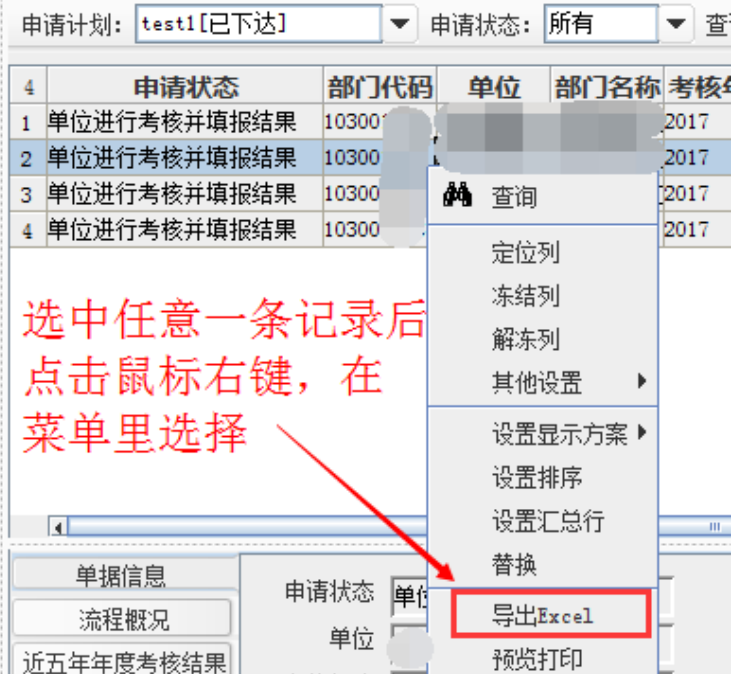 申请计划： test1[已下达] 申请状态： 所有 查
4 申请状态 部门代码 单位 部门名称 考核年
1 单位进行考核并填报结果 10300 2017
2 单位进行考核并填报结果 10300 2017
3 单位进行考核并填报结果 10300 2017
4 单位进行考核并填报结果 10300 2017
查询
定位列
冻结列
解冻列
其他设置
设置显示方案
设置排序
设置汇总行
替换
导出Excel
预览打印
选中任意一条记录后
点击鼠标右键，在
菜单里选择
单据信息
流程概况
近五年年度考核结果
申请状态 单位
单位